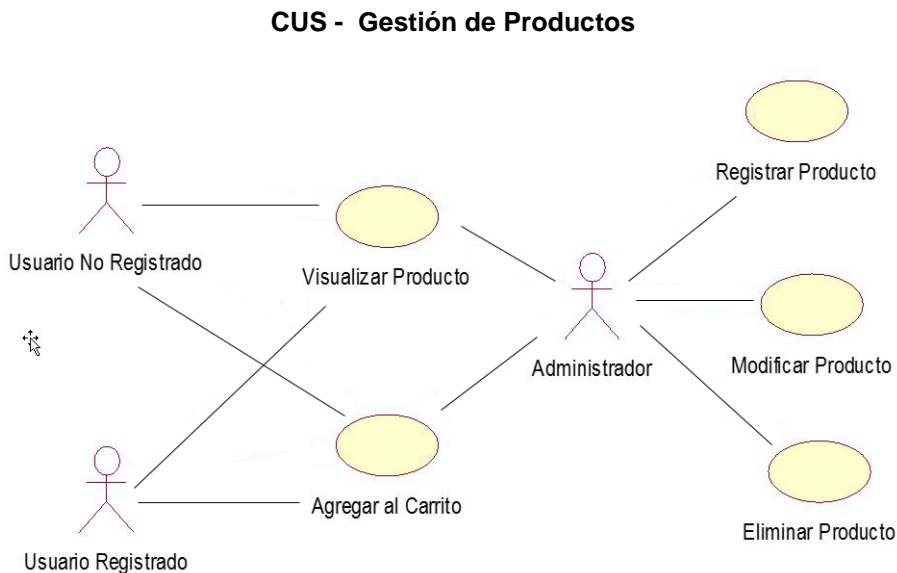 CUS - Gestión de Productos
Registrar Producto
Usuario No Registrado
Visualizar Producto
Administrador
Modificar Producto
Agregar al Carrito
Eliminar Producto
Usuario Registrado